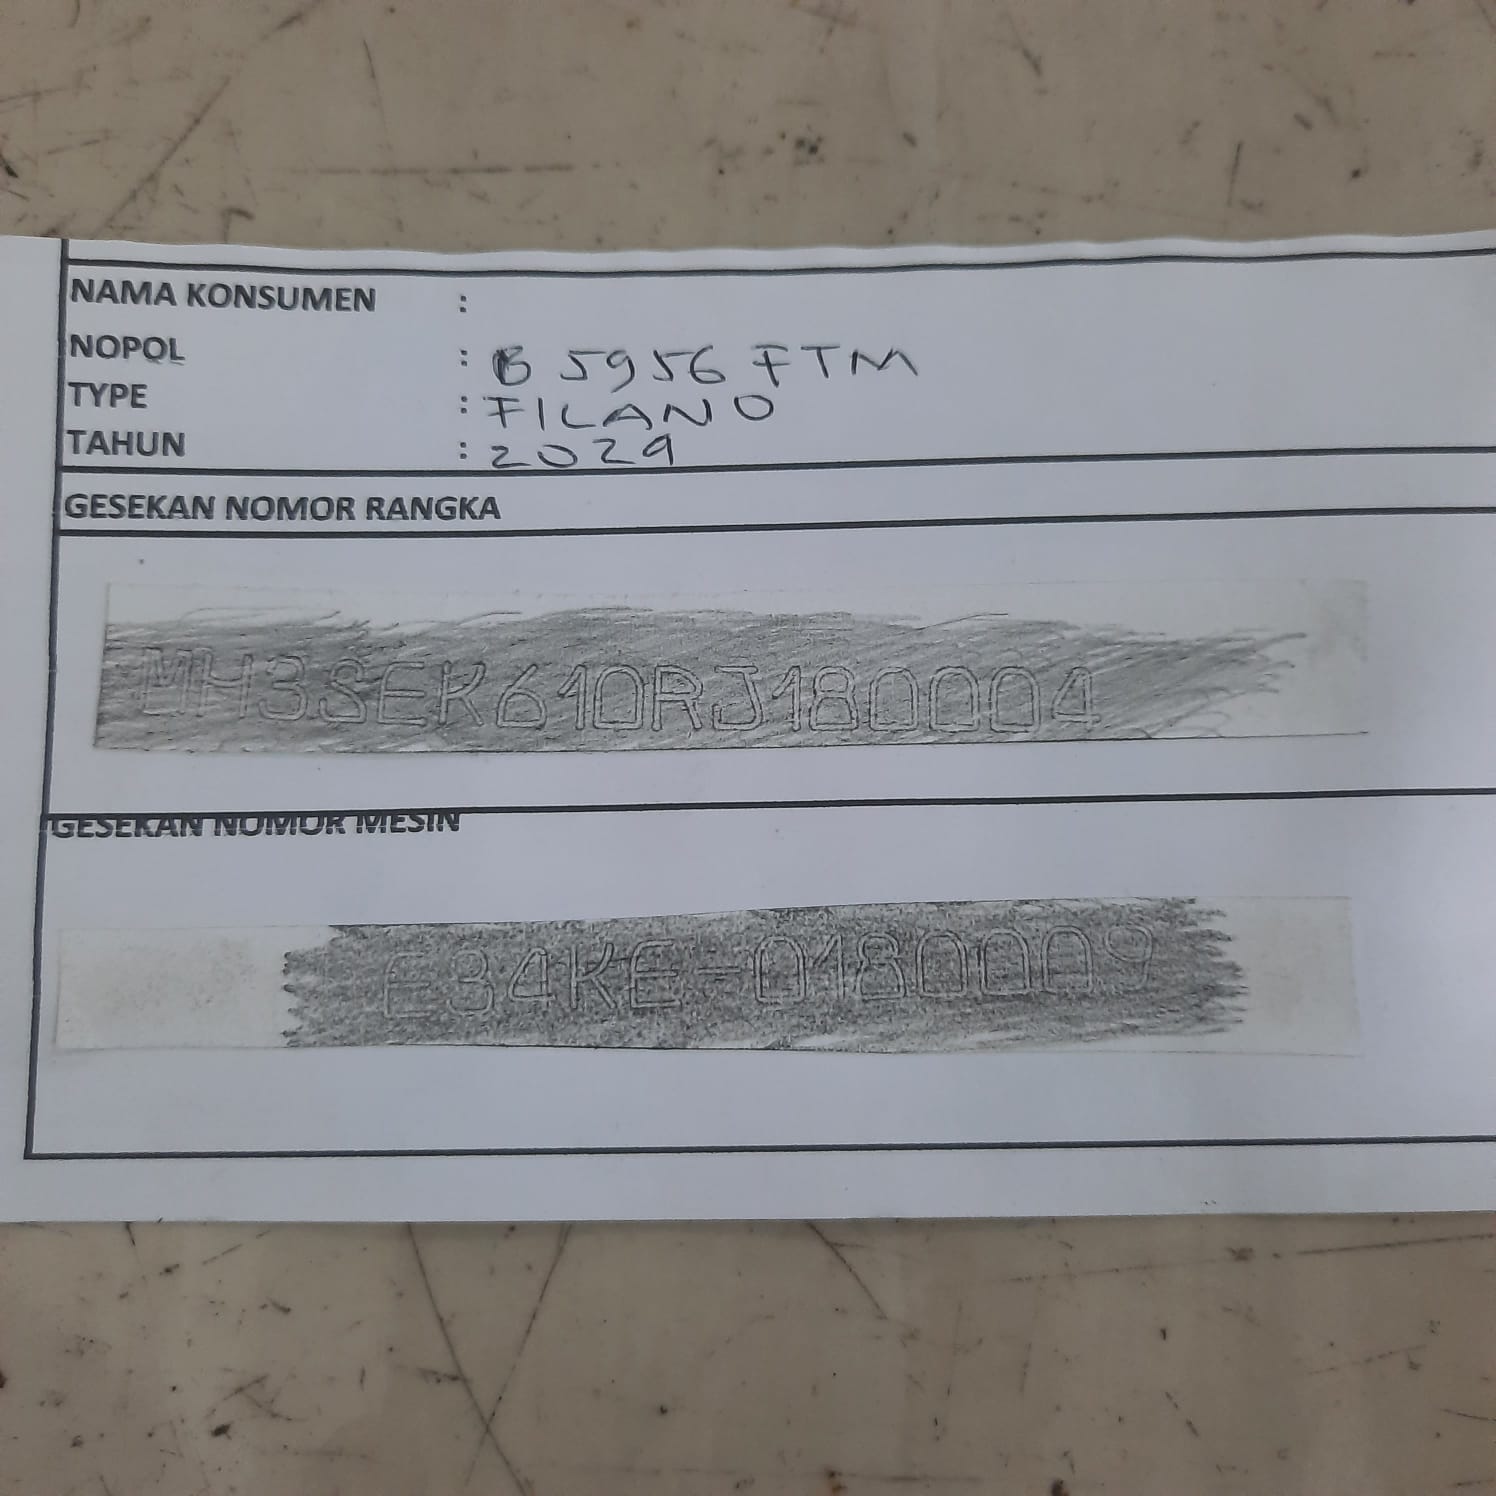 NAMA KONSUMEN :
NOPOL : B 5956 FTM
TYPE : FILANO
TAHUN : 2024
GESEKAN NOMOR RANGKA
MH3SEK610RJ180004
GESEKAN NOMOR MESIN
E34KE-0180009